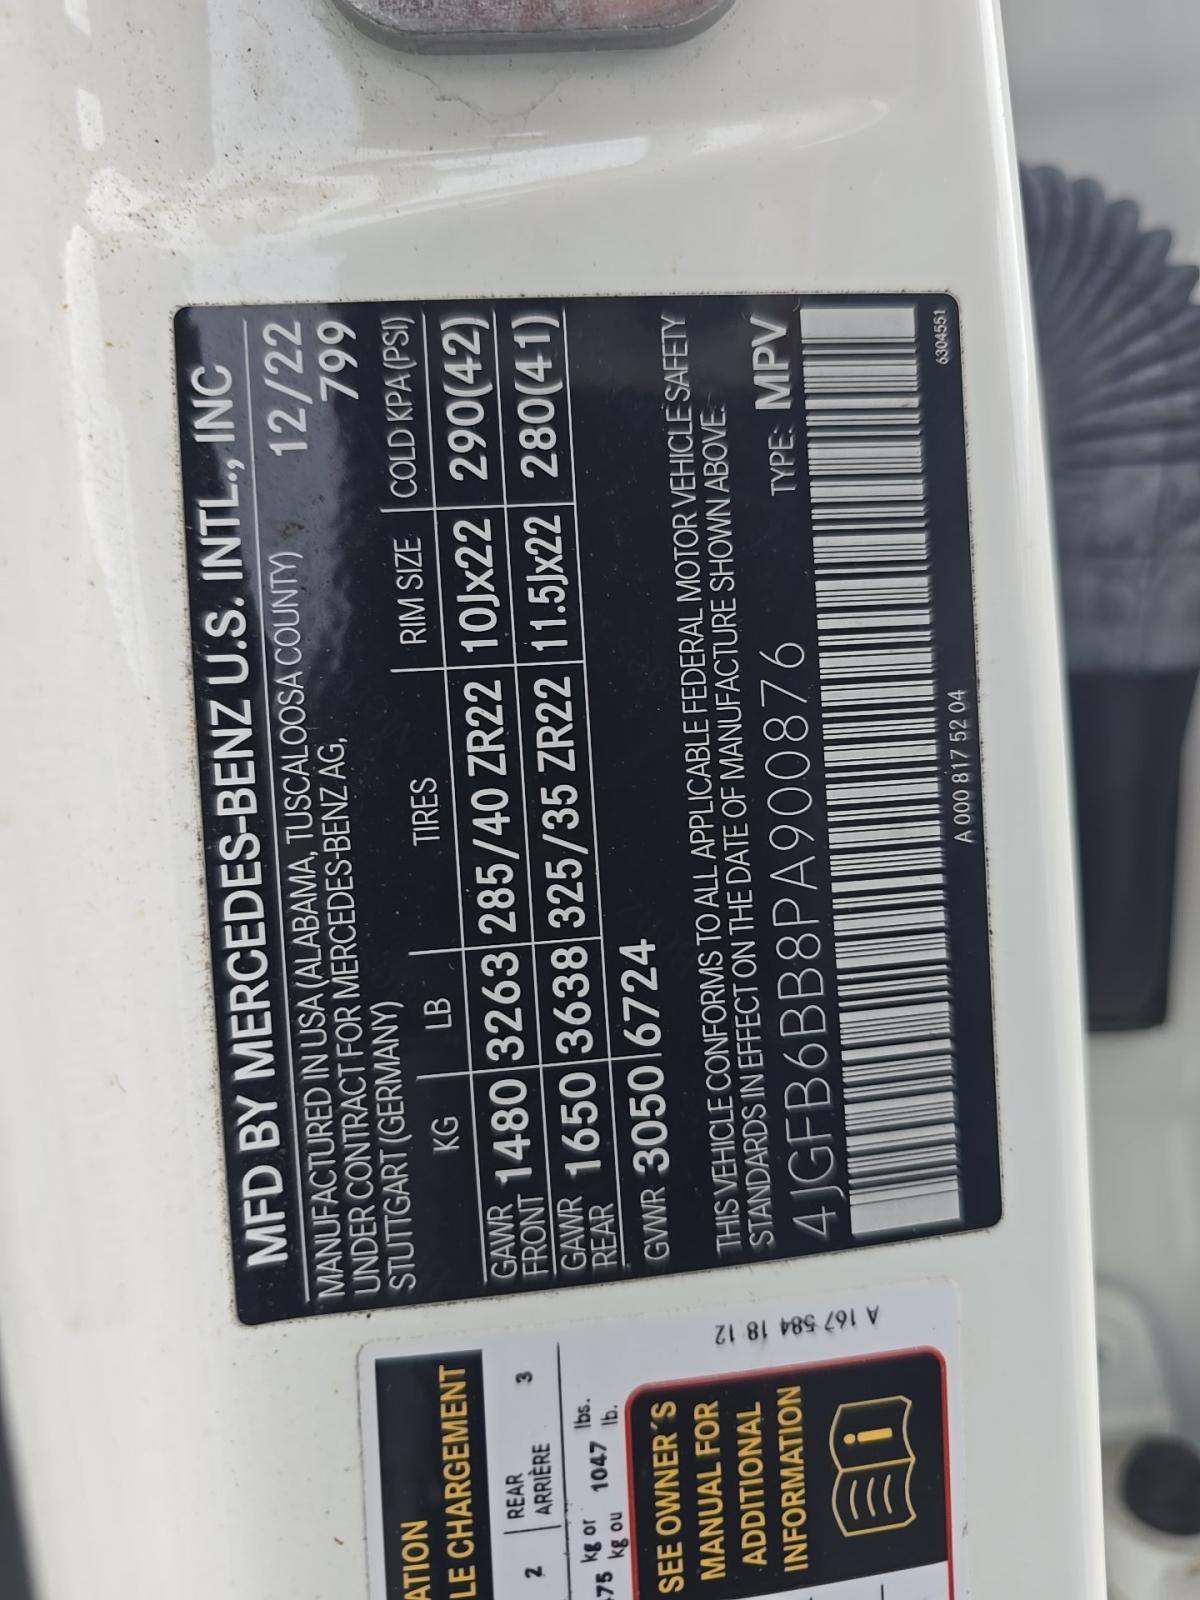 MFD BY MERCEDES-BENZ U.S. INTL., INC
MANUFACTURED IN USA (ALABAMA, TUSCALOOSA COUNTY) 12/22
UNDER CONTRACT FOR MERCEDES-BENZ AG, 799
STUTTGART (GERMANY)
KG LB TIRES RIM SIZE COLD KPA (PSI)
GAWR FRONT 1480 3263 285/40 ZR22 10Jx22 290(42)
GAWR REAR 1650 3638 325/35 ZR22 11.5Jx22 280(41)
GVWR 3050 6724
THIS VEHICLE CONFORMS TO ALL APPLICABLE FEDERAL MOTOR VEHICLE SAFETY
STANDARDS IN EFFECT ON THE DATE OF MANUFACTURE SHOWN ABOVE.
4JGFB6BB8PA900876 TYPE: MPV
A 000 817 52 04 6304551
LE CHARGEMENT
2 REAR 3
ARRIÈRE
kg or 1047 lbs.
kg ou lb.
SEE OWNER'S
MANUAL FOR
ADDITIONAL
INFORMATION
A 167 584 18 12